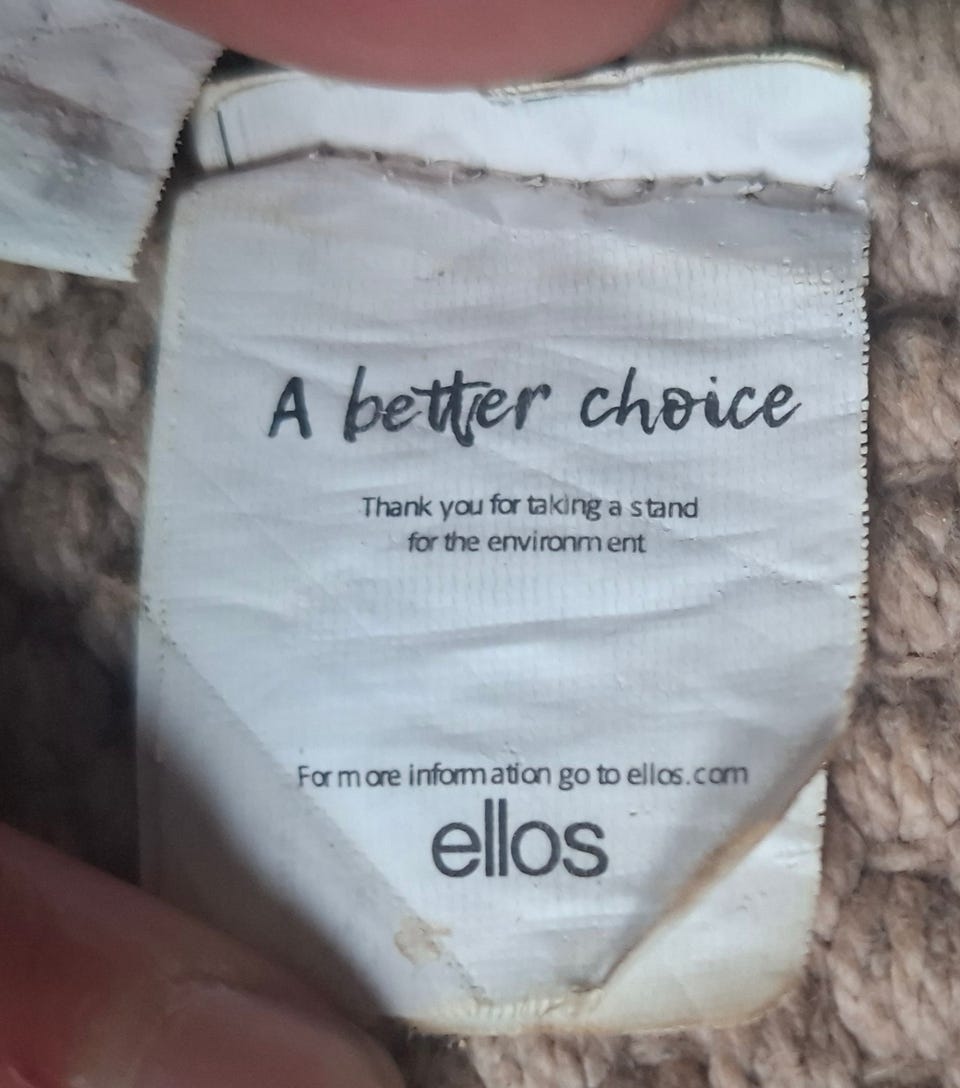 A better choice
Thank you for taking a stand
for the environment
For more information go to ellos.com
ellos